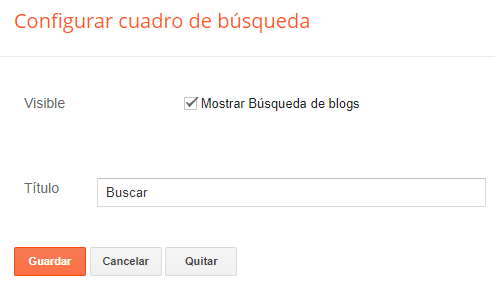 Configurar cuadro de búsqueda
Visible Mostrar Búsqueda de blogs
Título Buscar
Guardar Cancelar Quitar